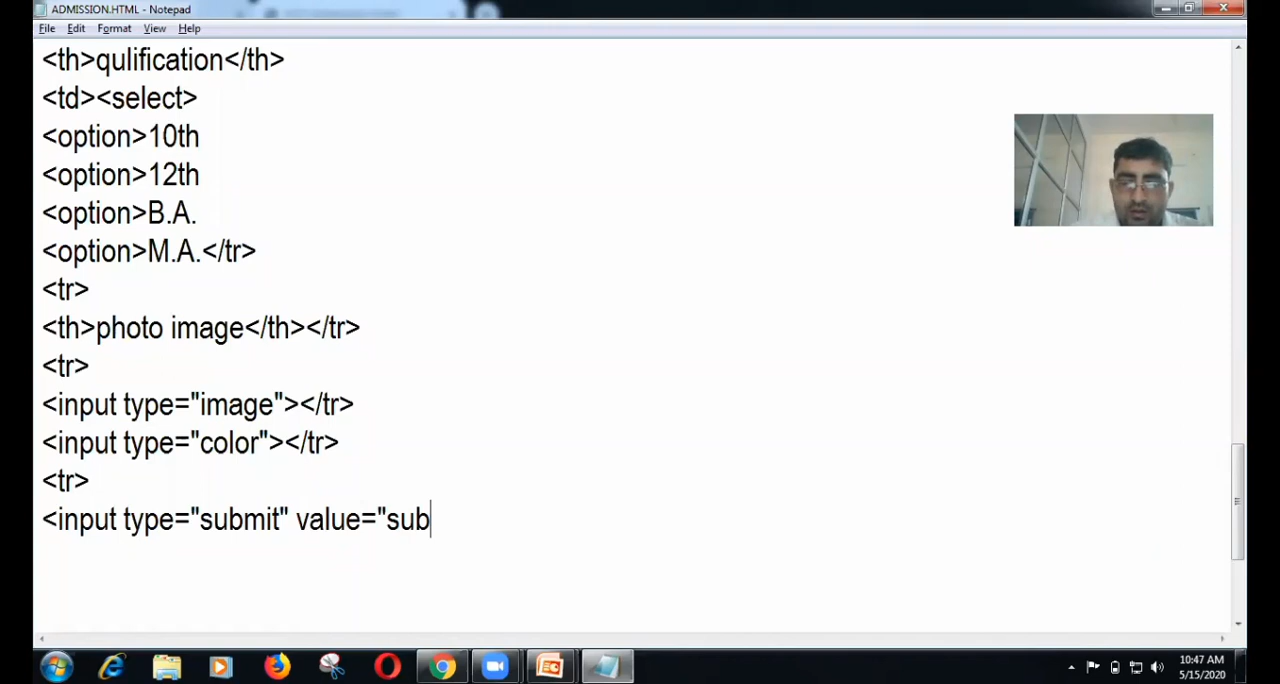 ADMISSION.HTML - Notepad
File Edit Format View Help
<th>qulification</th>
<td><select>
<option>10th
<option>12th
<option>B.A.
<option>M.A.</tr>
<tr>
<th>photo image</th></tr>
<tr>
<input type="image"></tr>
<input type="color"></tr>
<tr>
<input type="submit" value="sub
10:47 AM
5/15/2020